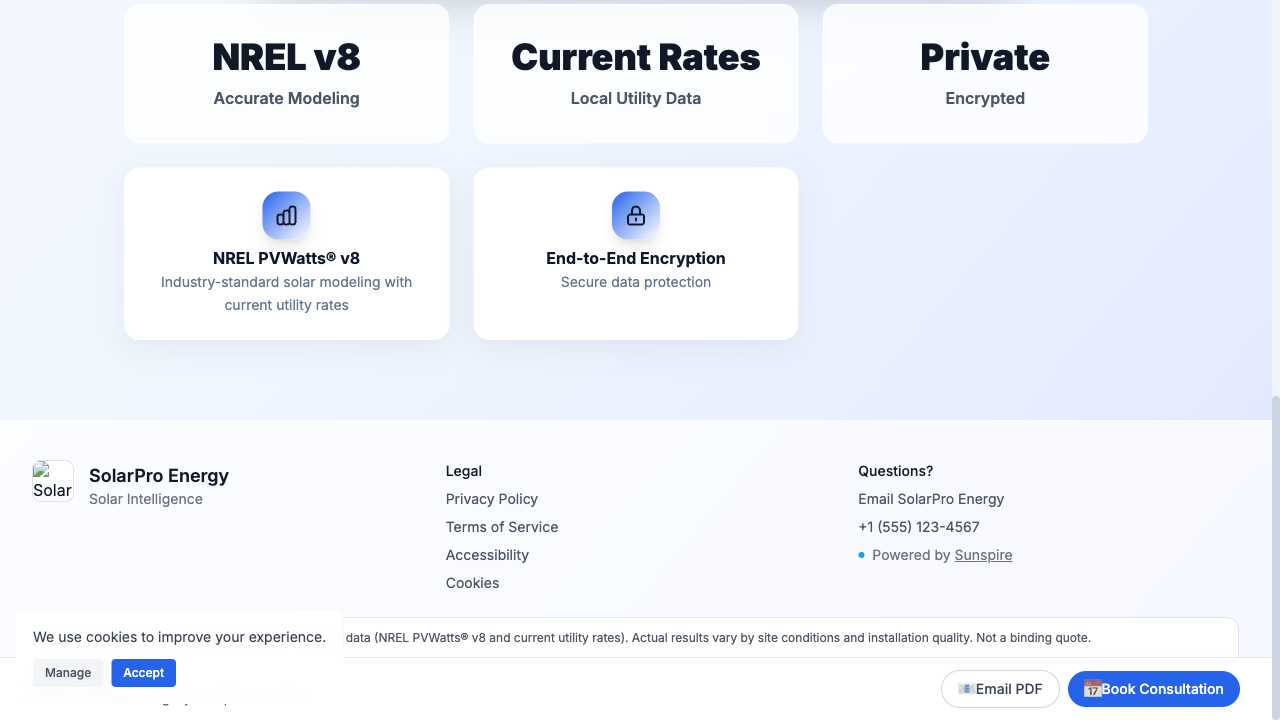 NREL v8
Accurate Modeling
Current Rates
Local Utility Data
Private
Encrypted
NREL PVWatts® v8
Industry-standard solar modeling with
current utility rates
End-to-End Encryption
Secure data protection
Solar
SolarPro Energy
Solar Intelligence
Legal
Privacy Policy
Terms of Service
Accessibility
Cookies
Questions?
Email SolarPro Energy
+1 (555) 123-4567
Powered by Sunspire
data (NREL PVWatts® v8 and current utility rates). Actual results vary by site conditions and installation quality. Not a binding quote.
We use cookies to improve your experience.
Manage
Accept
Email PDF
17
Book Consultation